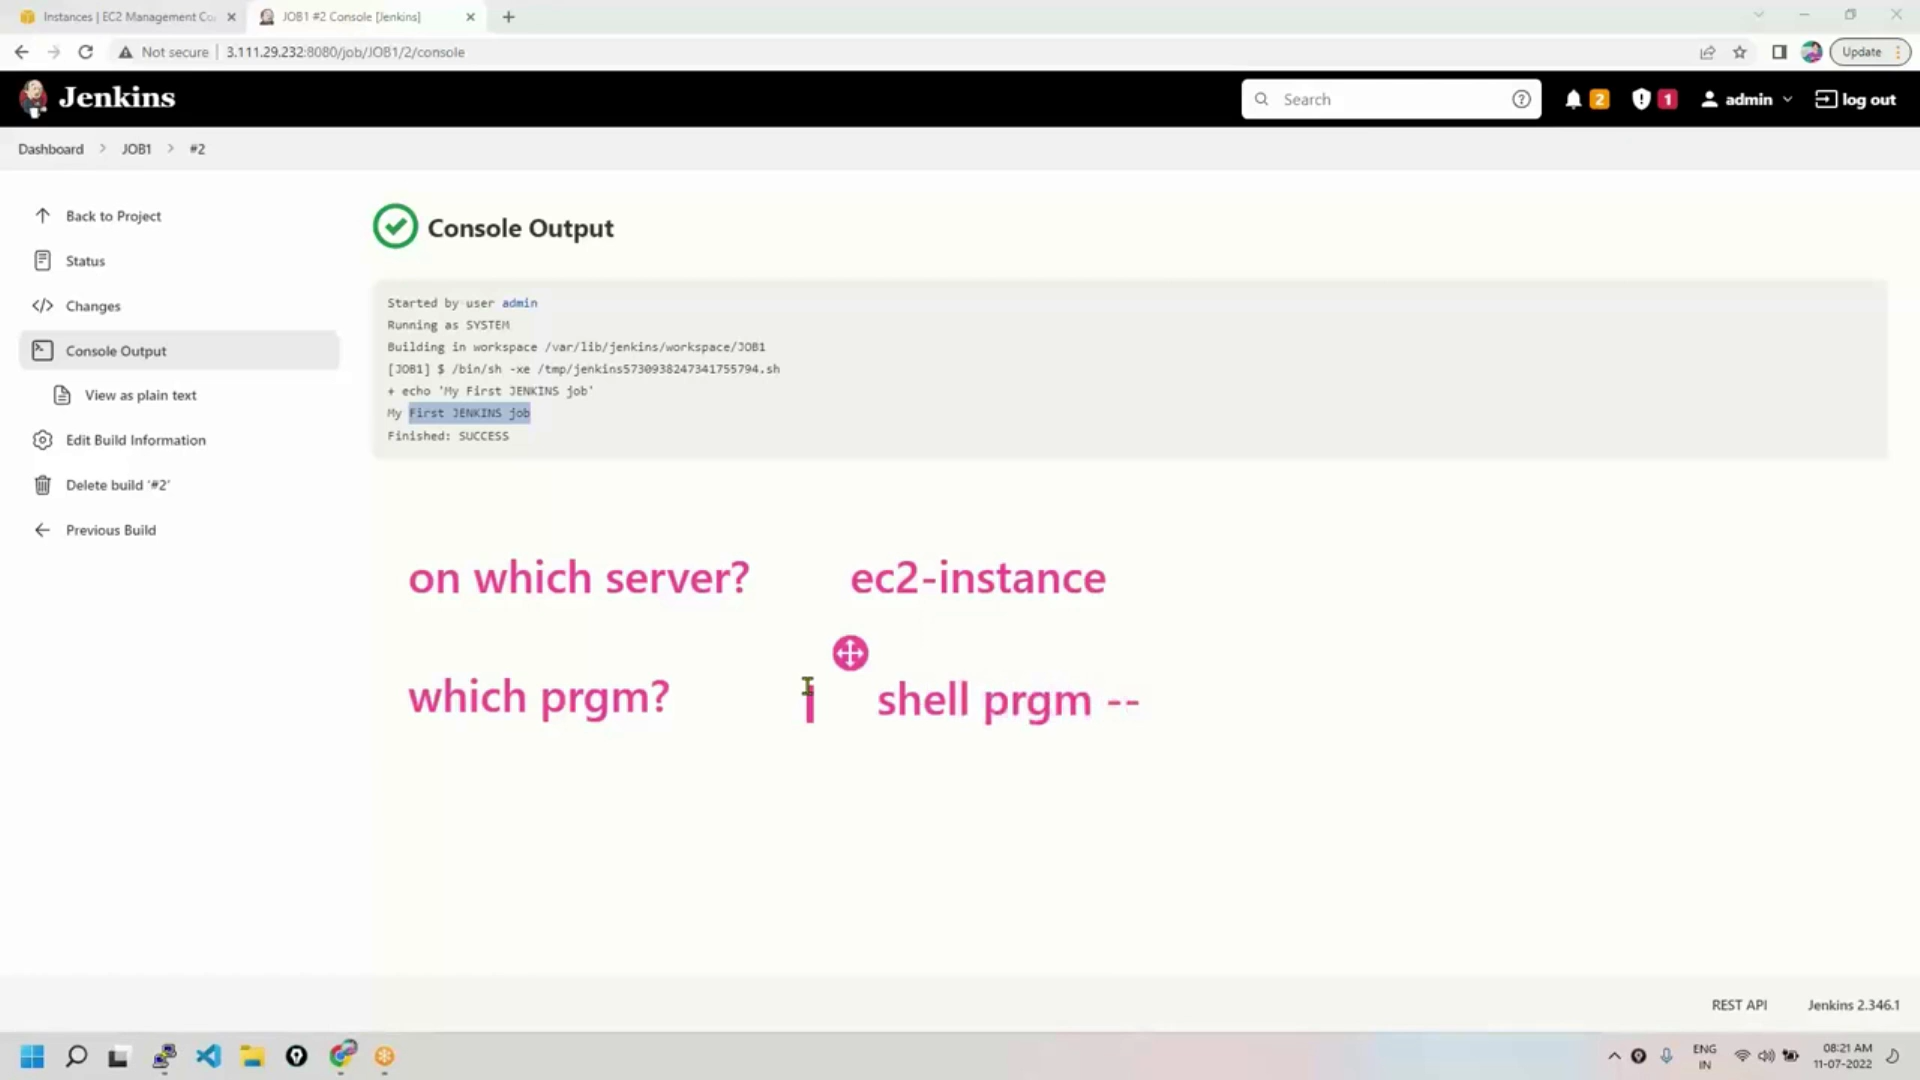 Instances | EC2 Management Co
JOB1 #2 Console [Jenkins]
Not secure | 3.111.29.232:8080/job/JOB1/2/console
Update
Jenkins
Search
2
1
admin
log out
Dashboard > JOB1 > #2
Back to Project
Status
Changes
Console Output
View as plain text
Edit Build Information
Delete build '#2'
Previous Build
Console Output
Started by user admin
Running as SYSTEM
Building in workspace /var/lib/jenkins/workspace/JOB1
[JOB1] $ /bin/sh -xe /tmp/jenkins5730938247341755794.sh
+ echo 'My First JENKINS job'
My First JENKINS job
Finished: SUCCESS
on which server? ec2-instance
which prgm? shell prgm --
REST API
Jenkins 2.346.1
ENG
IN
08:21 AM
11-07-2022